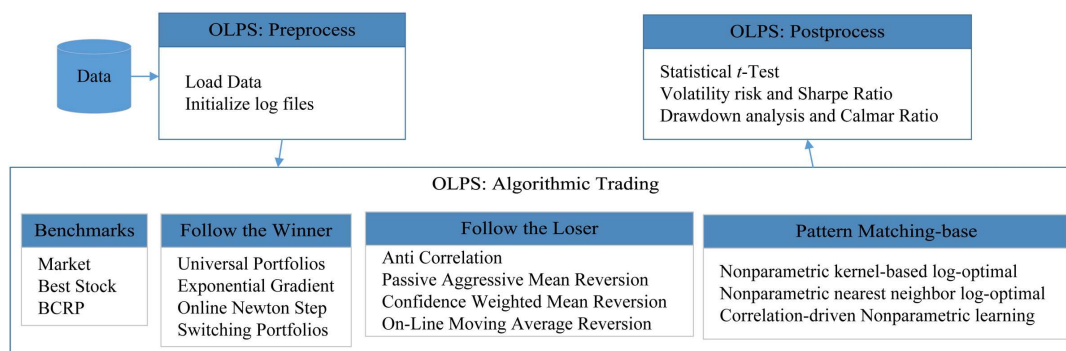 Data
OLPS: Preprocess
Load Data
Initialize log files
OLPS: Postprocess
Statistical t-Test
Volatility risk and Sharpe Ratio
Drawdown analysis and Calmar Ratio
OLPS: Algorithmic Trading
Benchmarks
Market
Best Stock
BCRP
Follow the Winner
Universal Portfolios
Exponential Gradient
Online Newton Step
Switching Portfolios
Follow the Loser
Anti Correlation
Passive Aggressive Mean Reversion
Confidence Weighted Mean Reversion
On-Line Moving Average Reversion
Pattern Matching-base
Nonparametric kernel-based log-optimal
Nonparametric nearest neighbor log-optimal
Correlation-driven Nonparametric learning